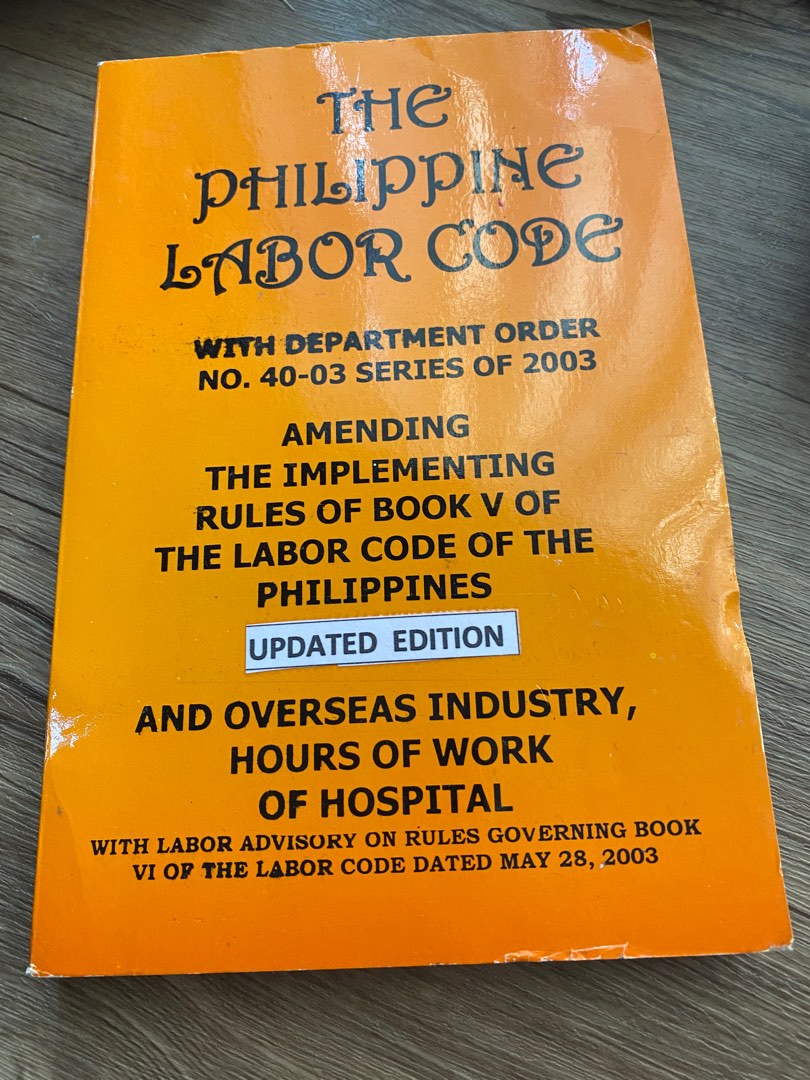 THE
PHILIPPINE
LABOR CODE
WITH DEPARTMENT ORDER
NO. 40-03 SERIES OF 2003
AMENDING
THE IMPLEMENTING
RULES OF BOOK V OF
THE LABOR CODE OF THE
PHILIPPINES
UPDATED EDITION
AND OVERSEAS INDUSTRY,
HOURS OF WORK
OF HOSPITAL
WITH LABOR ADVISORY ON RULES GOVERNING BOOK
VI OF THE LABOR CODE DATED MAY 28, 2003